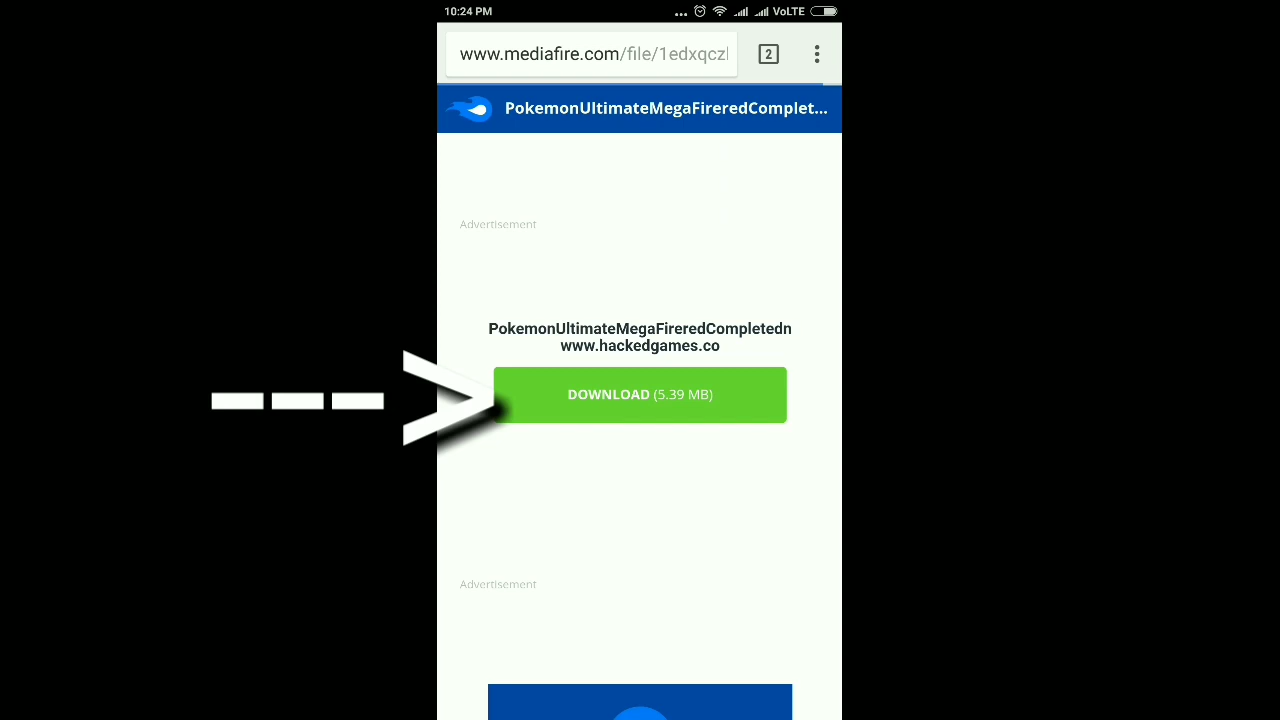 10:24 PM ... VoLTE
www.mediafire.com/file/1edxqcz
2
PokemonUltimateMegaFireredComplet...
Advertisement
PokemonUltimateMegaFireredCompletedn
www.hackedgames.co
--->
DOWNLOAD (5.39 MB)
Advertisement